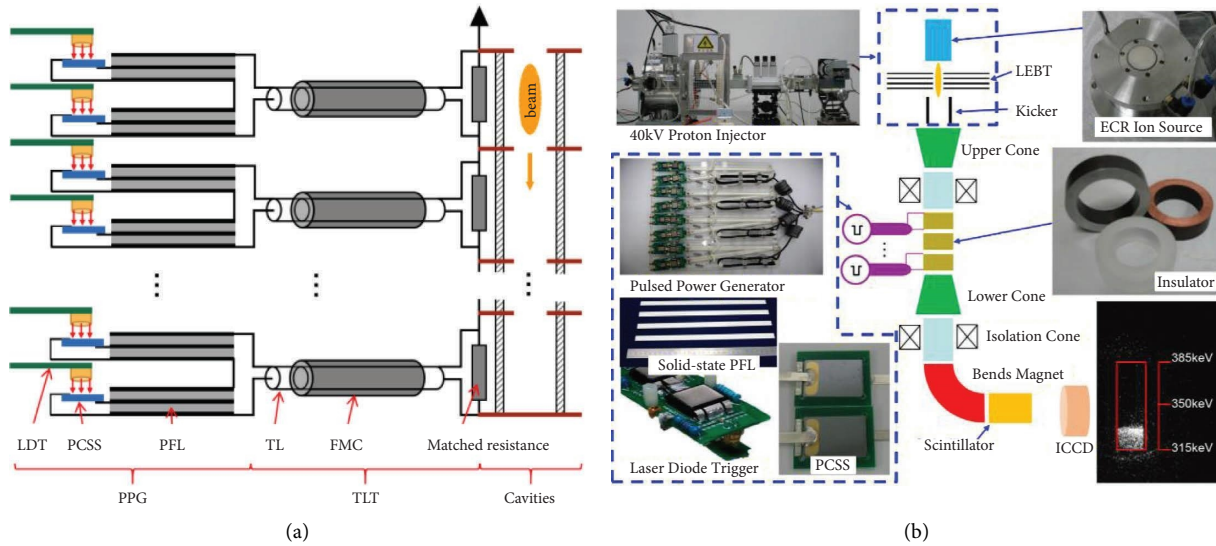 beam
LDT
PCSS
PFL
TL
FMC
Matched resistance
PPG
TLT
Cavities
(a)
40kV Proton Injector
LEBT
Kicker
ECR Ion Source
Upper Cone
Pulsed Power Generator
Insulator
Lower Cone
Solid-state PFL
Isolation Cone
Bends Magnet
385keV
350keV
315keV
Laser Diode Trigger
PCSS
Scintillator
ICCD
(b)